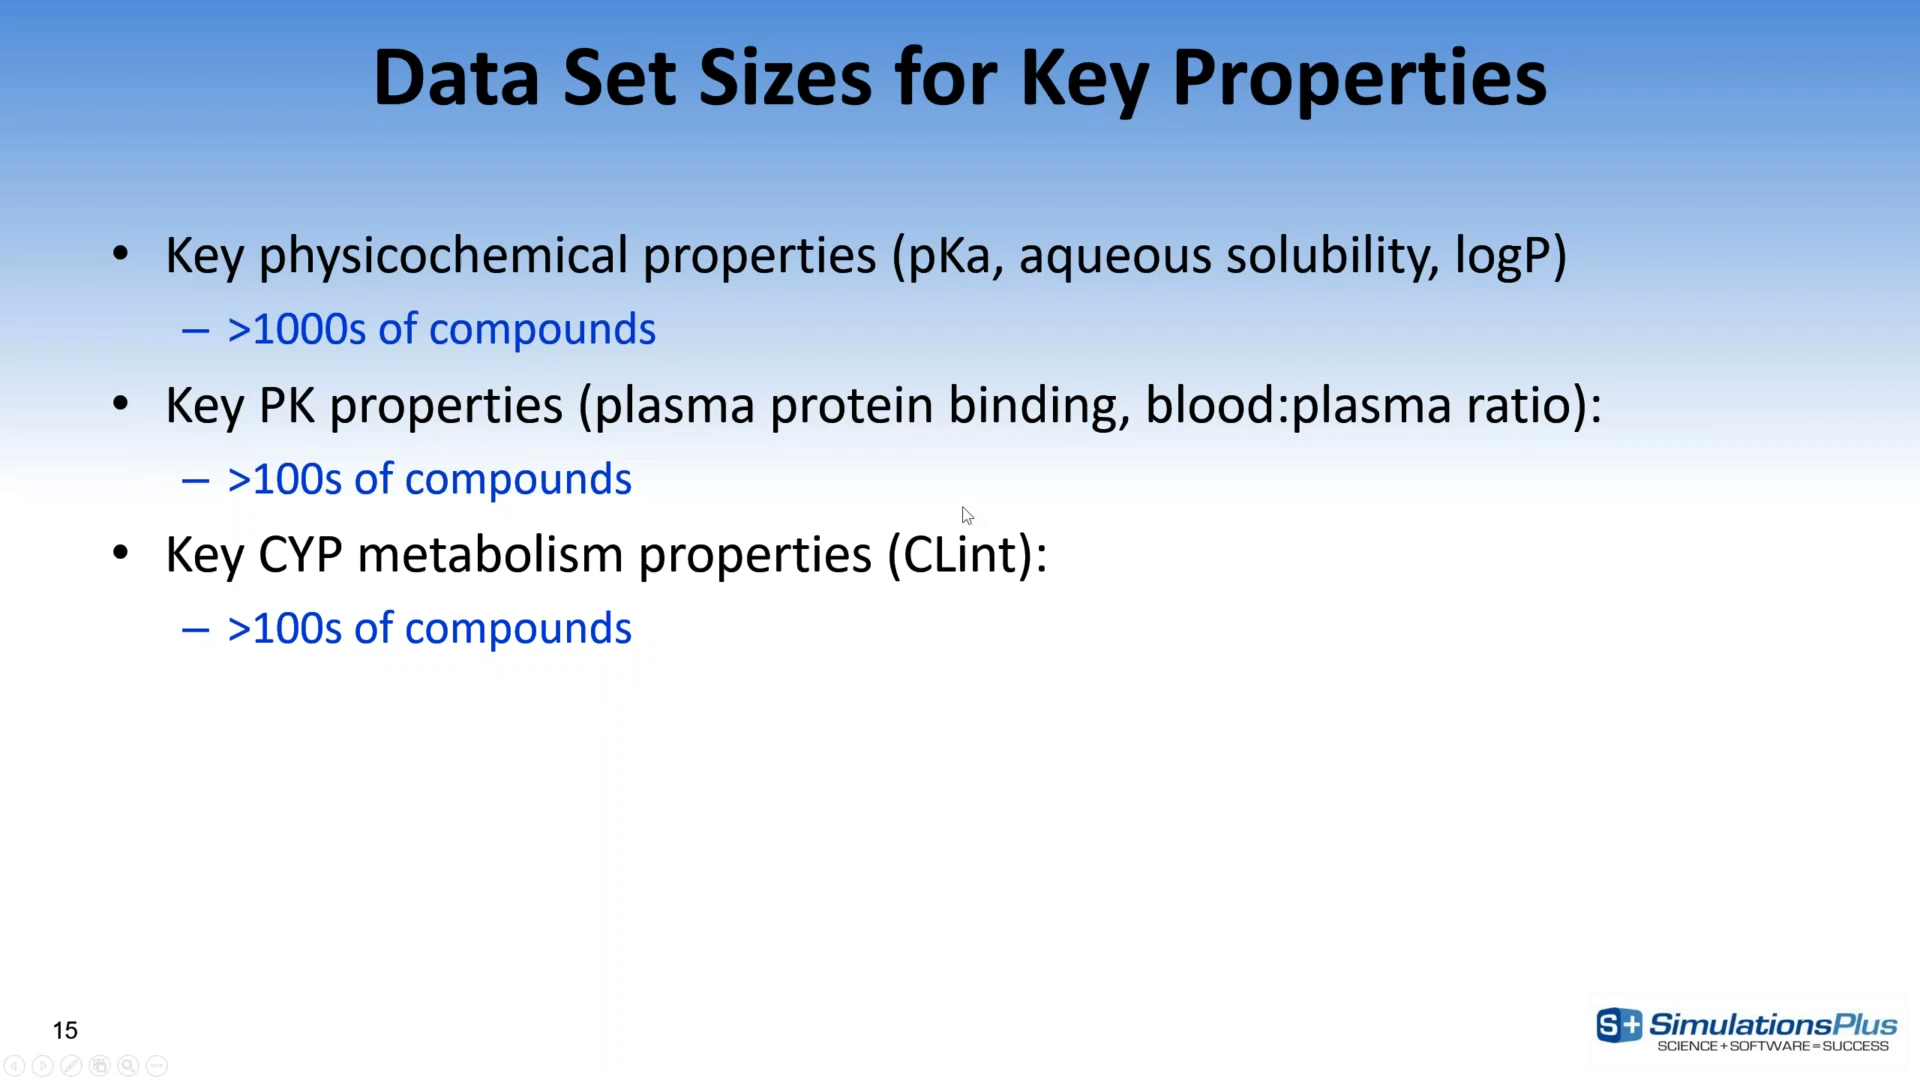 Data Set Sizes for Key Properties
• Key physicochemical properties (pKa, aqueous solubility, logP)
– >1000s of compounds
• Key PK properties (plasma protein binding, blood:plasma ratio):
– >100s of compounds
• Key CYP metabolism properties (CLint):
– >100s of compounds
15
S+ SimulationsPlus
SCIENCE+SOFTWARE=SUCCESS